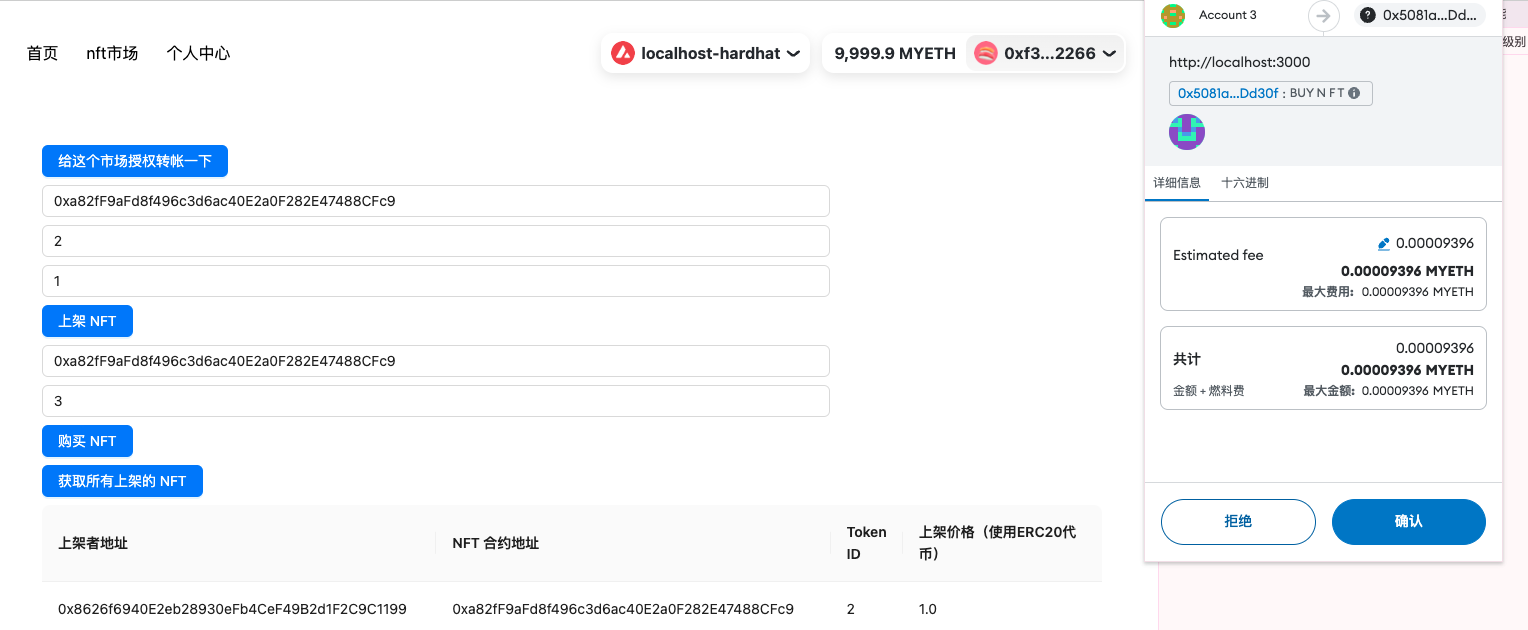 首页 nft市场 个人中心
localhost-hardhat
9,999.9 MYETH 0xf3...2266
给这个市场授权转帐一下
0xa82fF9aFd8f496c3d6ac40E2a0F282E47488CFc9
2
1
上架 NFT
0xa82fF9aFd8f496c3d6ac40E2a0F282E47488CFc9
3
购买 NFT
获取所有上架的 NFT
上架者地址 NFT 合约地址 Token ID 上架价格（使用ERC20代币）
0x8626f6940E2eb28930eFb4CeF49B2d1F2C9C1199 0xa82fF9aFd8f496c3d6ac40E2a0F282E47488CFc9 2 1.0
Account 3 0x5081a...Dd...
http://localhost:3000
0x5081a...Dd30f : BUY N F T
详细信息 十六进制
Estimated fee 0.00009396
0.00009396 MYETH
最大费用: 0.00009396 MYETH
共计 0.00009396
0.00009396 MYETH
金额 + 燃料费 最大金额: 0.00009396 MYETH
拒绝 确认
级别